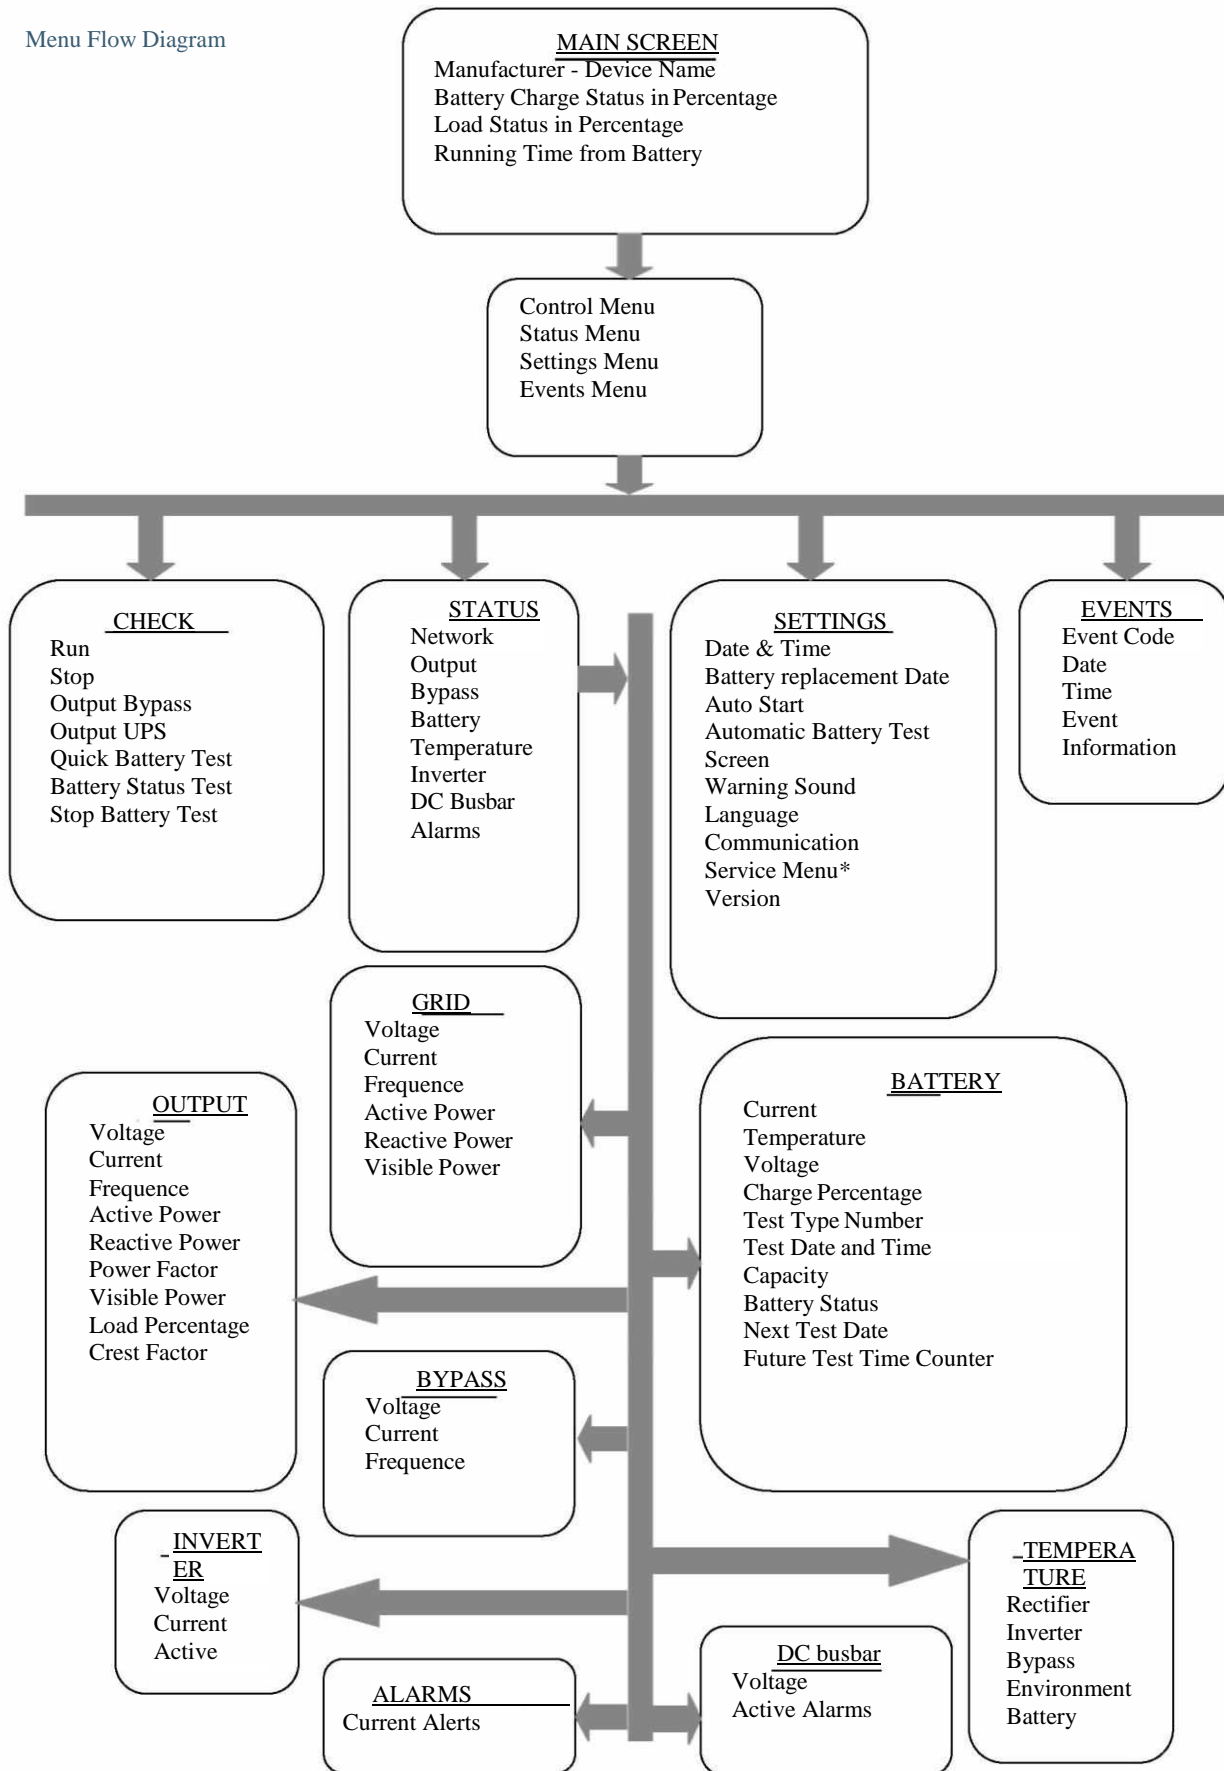 Menu Flow Diagram
MAIN SCREEN
Manufacturer - Device Name
Battery Charge Status in Percentage
Load Status in Percentage
Running Time from Battery
Control Menu
Status Menu
Settings Menu
Events Menu
CHECK
Run
Stop
Output Bypass
Output UPS
Quick Battery Test
Battery Status Test
Stop Battery Test
STATUS
Network
Output
Bypass
Battery
Temperature
Inverter
DC Busbar
Alarms
SETTINGS
Date & Time
Battery replacement Date
Auto Start
Automatic Battery Test
Screen
Warning Sound
Language
Communication
Service Menu*
Version
EVENTS
Event Code
Date
Time
Event
Information
GRID
Voltage
Current
Frequence
Active Power
Reactive Power
Visible Power
OUTPUT
Voltage
Current
Frequence
Active Power
Reactive Power
Power Factor
Visible Power
Load Percentage
Crest Factor
BATTERY
Current
Temperature
Voltage
Charge Percentage
Test Type Number
Test Date and Time
Capacity
Battery Status
Next Test Date
Future Test Time Counter
BYPASS
Voltage
Current
Frequence
INVERT
ER
Voltage
Current
Active
TEMPERA
TURE
Rectifier
Inverter
Bypass
Environment
Battery
ALARMS
Current Alerts
DC busbar
Voltage
Active Alarms